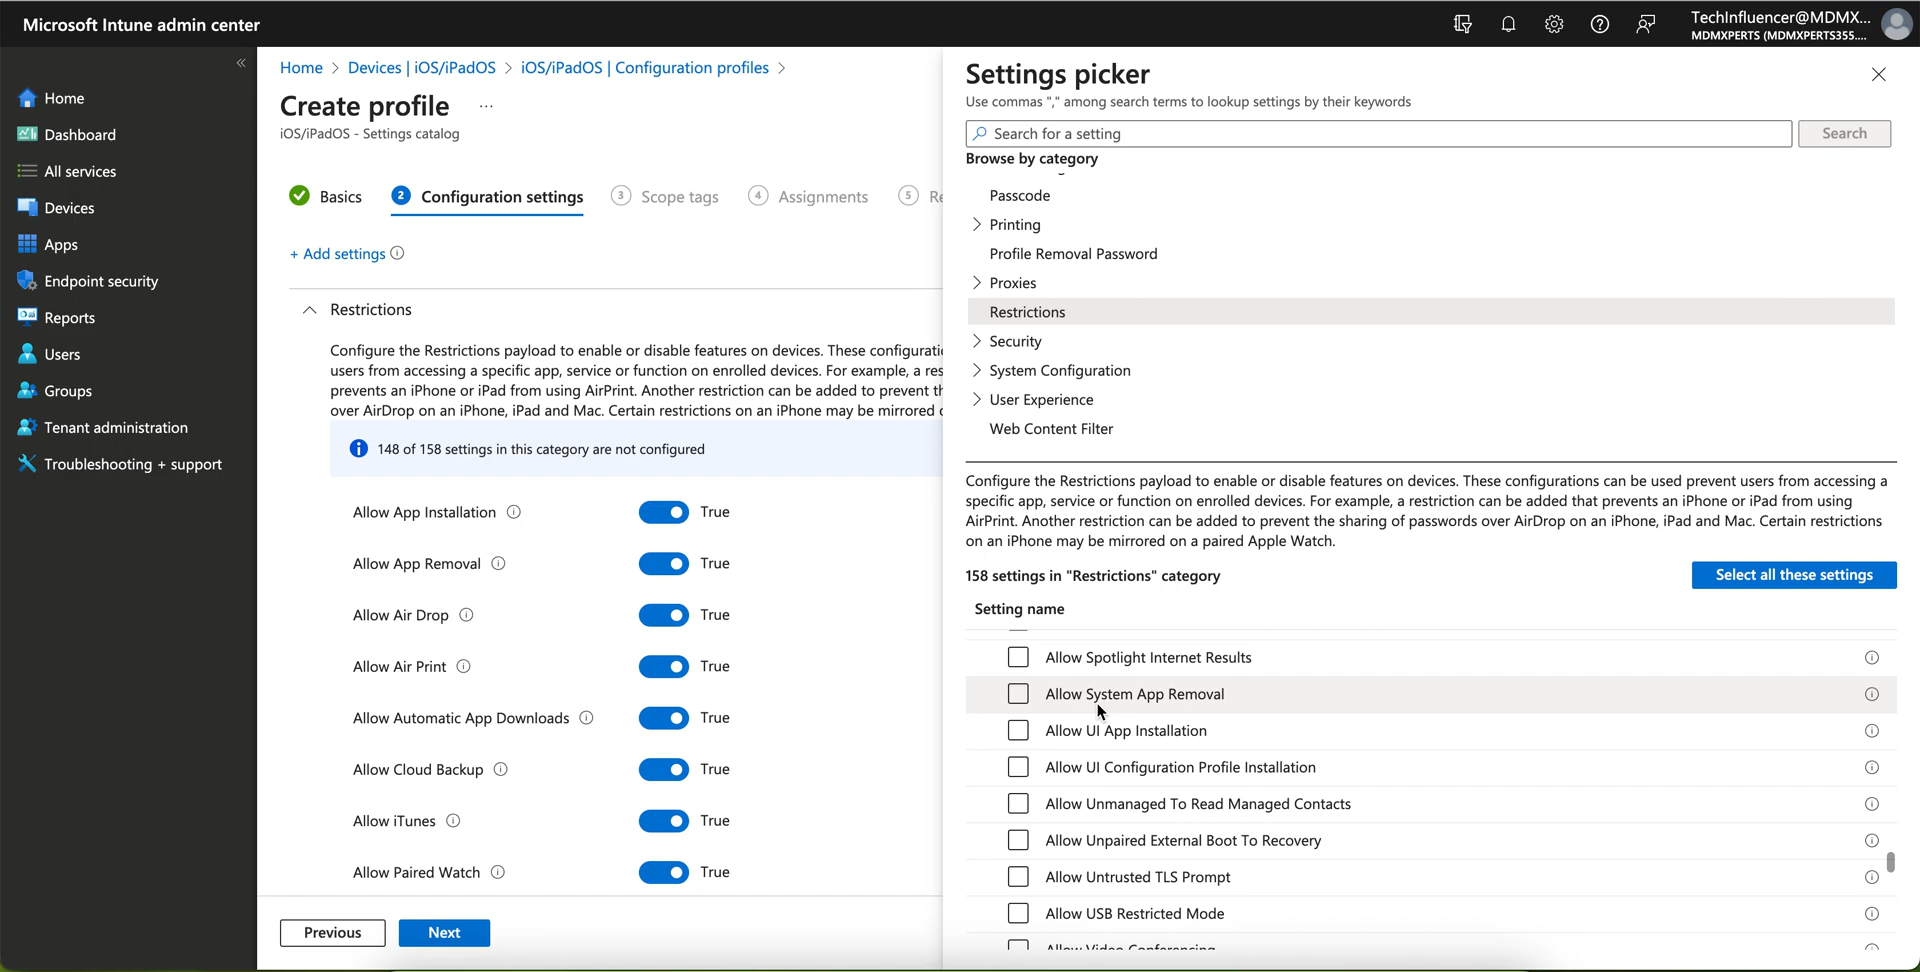 Microsoft Intune admin center
TechInfluencer@MDMX...
MDMXPERTS (MDMXPERTS355....
Home
Dashboard
All services
Devices
Apps
Endpoint security
Reports
Users
Groups
Tenant administration
Troubleshooting + support
Home > Devices | iOS/iPadOS > iOS/iPadOS | Configuration profiles >
Create profile ...
iOS/iPadOS - Settings catalog
Basics 2 Configuration settings 3 Scope tags 4 Assignments 5 Re
+ Add settings
Restrictions
Configure the Restrictions payload to enable or disable features on devices. These configurati
users from accessing a specific app, service or function on enrolled devices. For example, a res
prevents an iPhone or iPad from using AirPrint. Another restriction can be added to prevent th
over AirDrop on an iPhone, iPad and Mac. Certain restrictions on an iPhone may be mirrored
148 of 158 settings in this category are not configured
Allow App Installation True
Allow App Removal True
Allow Air Drop True
Allow Air Print True
Allow Automatic App Downloads True
Allow Cloud Backup True
Allow iTunes True
Allow Paired Watch True
Previous Next
Settings picker
Use commas "," among search terms to lookup settings by their keywords
Search for a setting Search
Browse by category
Passcode
Printing
Profile Removal Password
Proxies
Restrictions
Security
System Configuration
User Experience
Web Content Filter
Configure the Restrictions payload to enable or disable features on devices. These configurations can be used prevent users from accessing a
specific app, service or function on enrolled devices. For example, a restriction can be added that prevents an iPhone or iPad from using
AirPrint. Another restriction can be added to prevent the sharing of passwords over AirDrop on an iPhone, iPad and Mac. Certain restrictions
on an iPhone may be mirrored on a paired Apple Watch.
158 settings in "Restrictions" category Select all these settings
Setting name
Allow Spotlight Internet Results
Allow System App Removal
Allow UI App Installation
Allow UI Configuration Profile Installation
Allow Unmanaged To Read Managed Contacts
Allow Unpaired External Boot To Recovery
Allow Untrusted TLS Prompt
Allow USB Restricted Mode
Allow Video Conferencing